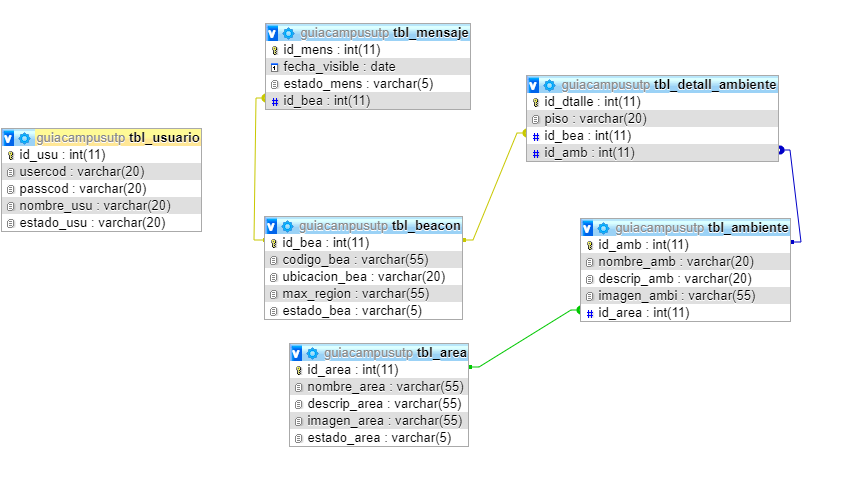 guiacampusutp tbl_mensaje
id_mens : int(11)
fecha_visible : date
estado_mens : varchar(5)
id_bea : int(11)
guiacampusutp tbl_detall_ambiente
id_dtalle : int(11)
piso : varchar(20)
id_bea : int(11)
id_amb : int(11)
guiacampusutp tbl_usuario
id_usu : int(11)
usercod : varchar(20)
passcod : varchar(20)
nombre_usu : varchar(20)
estado_usu : varchar(20)
guiacampusutp tbl_beacon
id_bea : int(11)
codigo_bea : varchar(55)
ubicacion_bea : varchar(20)
max_region : varchar(55)
estado_bea : varchar(5)
guiacampusutp tbl_ambiente
id_amb : int(11)
nombre_amb : varchar(20)
descrip_amb : varchar(20)
imagen_ambi : varchar(55)
id_area : int(11)
guiacampusutp tbl_area
id_area : int(11)
nombre_area : varchar(55)
descrip_area : varchar(55)
imagen_area : varchar(55)
estado_area : varchar(5)